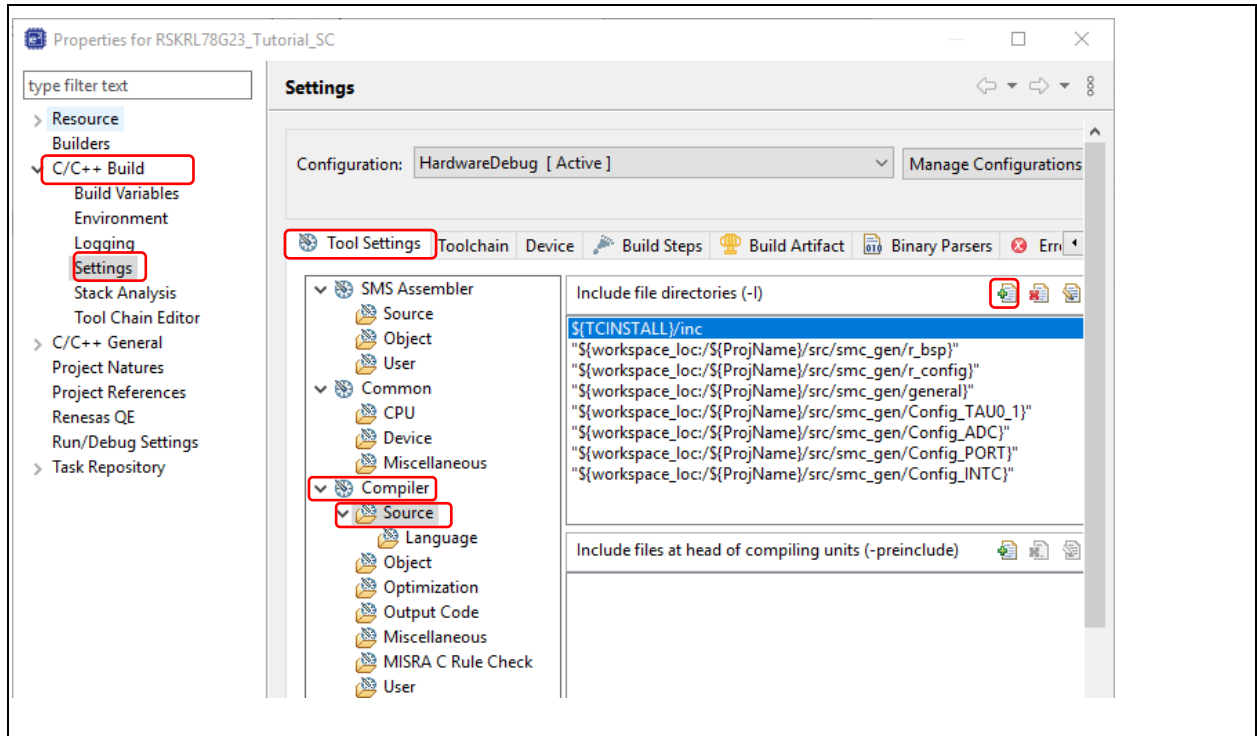 Properties for RSKRL78G23_Tutorial_SC
type filter text
Resource
Builders
C/C++ Build
Build Variables
Environment
Logging
Settings
Stack Analysis
Tool Chain Editor
C/C++ General
Project Natures
Project References
Renesas QE
Run/Debug Settings
Task Repository
Settings
Configuration: HardwareDebug [ Active ] Manage Configurations
Tool Settings Toolchain Device Build Steps Build Artifact Binary Parsers Erro
SMS Assembler
Source
Object
User
Common
CPU
Device
Miscellaneous
Compiler
Source
Language
Object
Optimization
Output Code
Miscellaneous
MISRA C Rule Check
User
Include file directories (-I)
${TCINSTALL}/inc
"${workspace_loc:/${ProjName}/src/smc_gen/r_bsp}"
"${workspace_loc:/${ProjName}/src/smc_gen/r_config}"
"${workspace_loc:/${ProjName}/src/smc_gen/general}"
"${workspace_loc:/${ProjName}/src/smc_gen/Config_TAU0_1}"
"${workspace_loc:/${ProjName}/src/smc_gen/Config_ADC}"
"${workspace_loc:/${ProjName}/src/smc_gen/Config_PORT}"
"${workspace_loc:/${ProjName}/src/smc_gen/Config_INTC}"
Include files at head of compiling units (-preinclude)